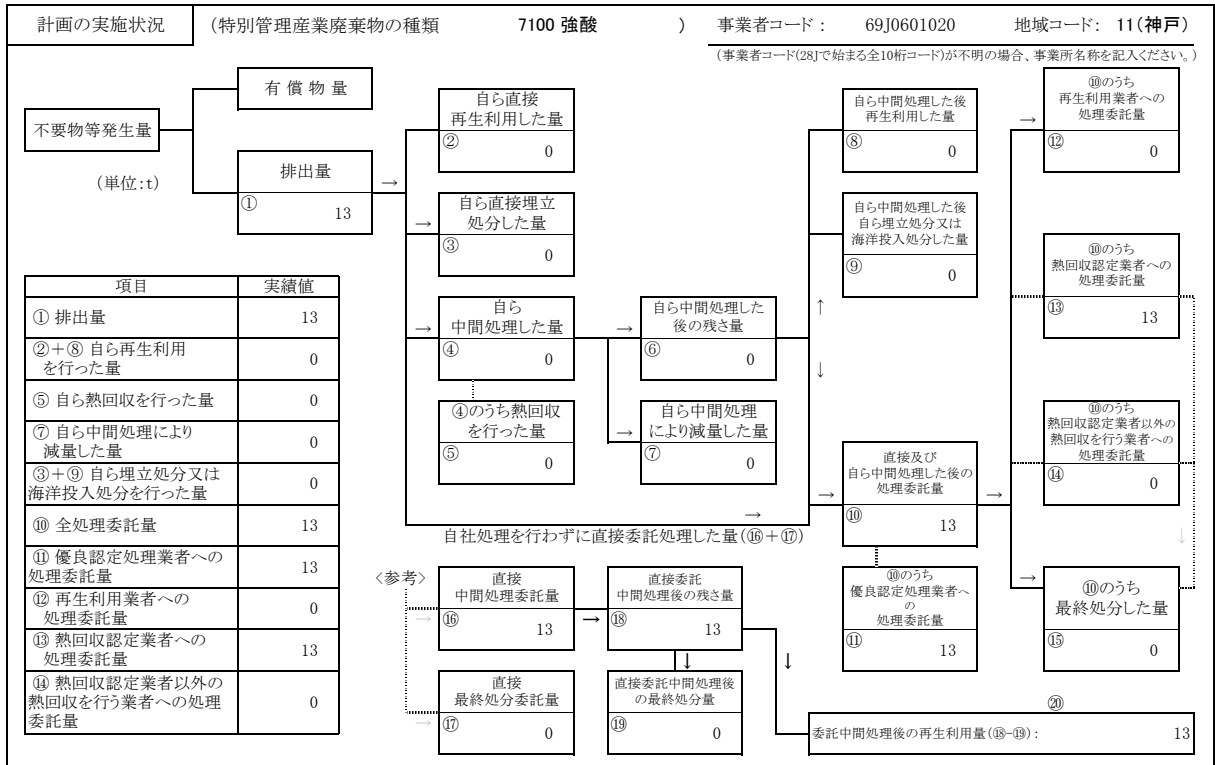 計画の実施状況 (特別管理産業廃棄物の種類 7100 強酸 ) 事業者コード : 69J0601020 地域コード: 11(神戸)
(事業者コード(28Jで始まる全10桁コード)が不明の場合、事業所名称を記入ください。)
不要物等発生量
(単位:t)
有 償 物 量
排出量
→
① 13
自ら直接
再生利用した量
② 0
→
自ら直接埋立
処分した量
③ 0
→
自ら
中間処理した量
④ 0
④のうち熱回収
を行った量
⑤ 0
→
自ら中間処理した
後の残さ量
⑥ 0
→
自ら中間処理
により減量した量
⑦ 0
自ら中間処理した後
再生利用した量
⑧ 0
自ら中間処理した後
自ら埋立処分又は
海洋投入処分した量
⑨ 0
↑
↓
→
直接及び
自ら中間処理した後の
処理委託量
⑩ 13
→
⑩のうち
優良認定処理業者へ
の
処理委託量
⑪ 13
→
⑩のうち
再生利用業者への
処理委託量
⑫ 0
⑩のうち
熱回収認定業者への
処理委託量
⑬ 13
⑩のうち
熱回収認定業者以外の
熱回収を行う業者への
処理委託量
⑭ 0
↓
→
⑩のうち
最終処分した量
⑮ 0
→
自社処理を行わずに直接委託処理した量(⑯+⑰)
<参考>
→
直接
中間処理委託量
⑯ 13
→
直接委託
中間処理後の残さ量
⑱ 13
↓
↓
→
直接
最終処分委託量
⑰ 0
直接委託中間処理後
の最終処分量
⑲ 0
⑳
委託中間処理後の再生利用量(⑱-⑲): 13
項目 実績値
① 排出量 13
②+⑧ 自ら再生利用
を行った量 0
⑤ 自ら熱回収を行った量 0
⑦ 自ら中間処理により
減量した量 0
③+⑨ 自ら埋立処分又は
海洋投入処分を行った量 0
⑩ 全処理委託量 13
⑪ 優良認定処理業者への
処理委託量 13
⑫ 再生利用業者への
処理委託量 0
⑬ 熱回収認定業者への
処理委託量 13
⑭ 熱回収認定業者以外の
熱回収を行う業者への処理
委託量 0